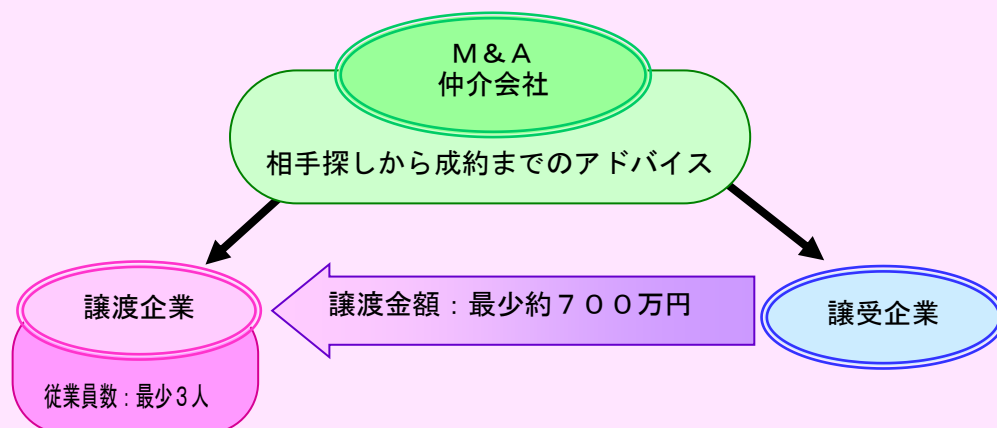 M&A
仲介会社
相手探しから成約までのアドバイス
譲渡企業
譲渡金額：最少約７００万円
譲受企業
従業員数：最少３人